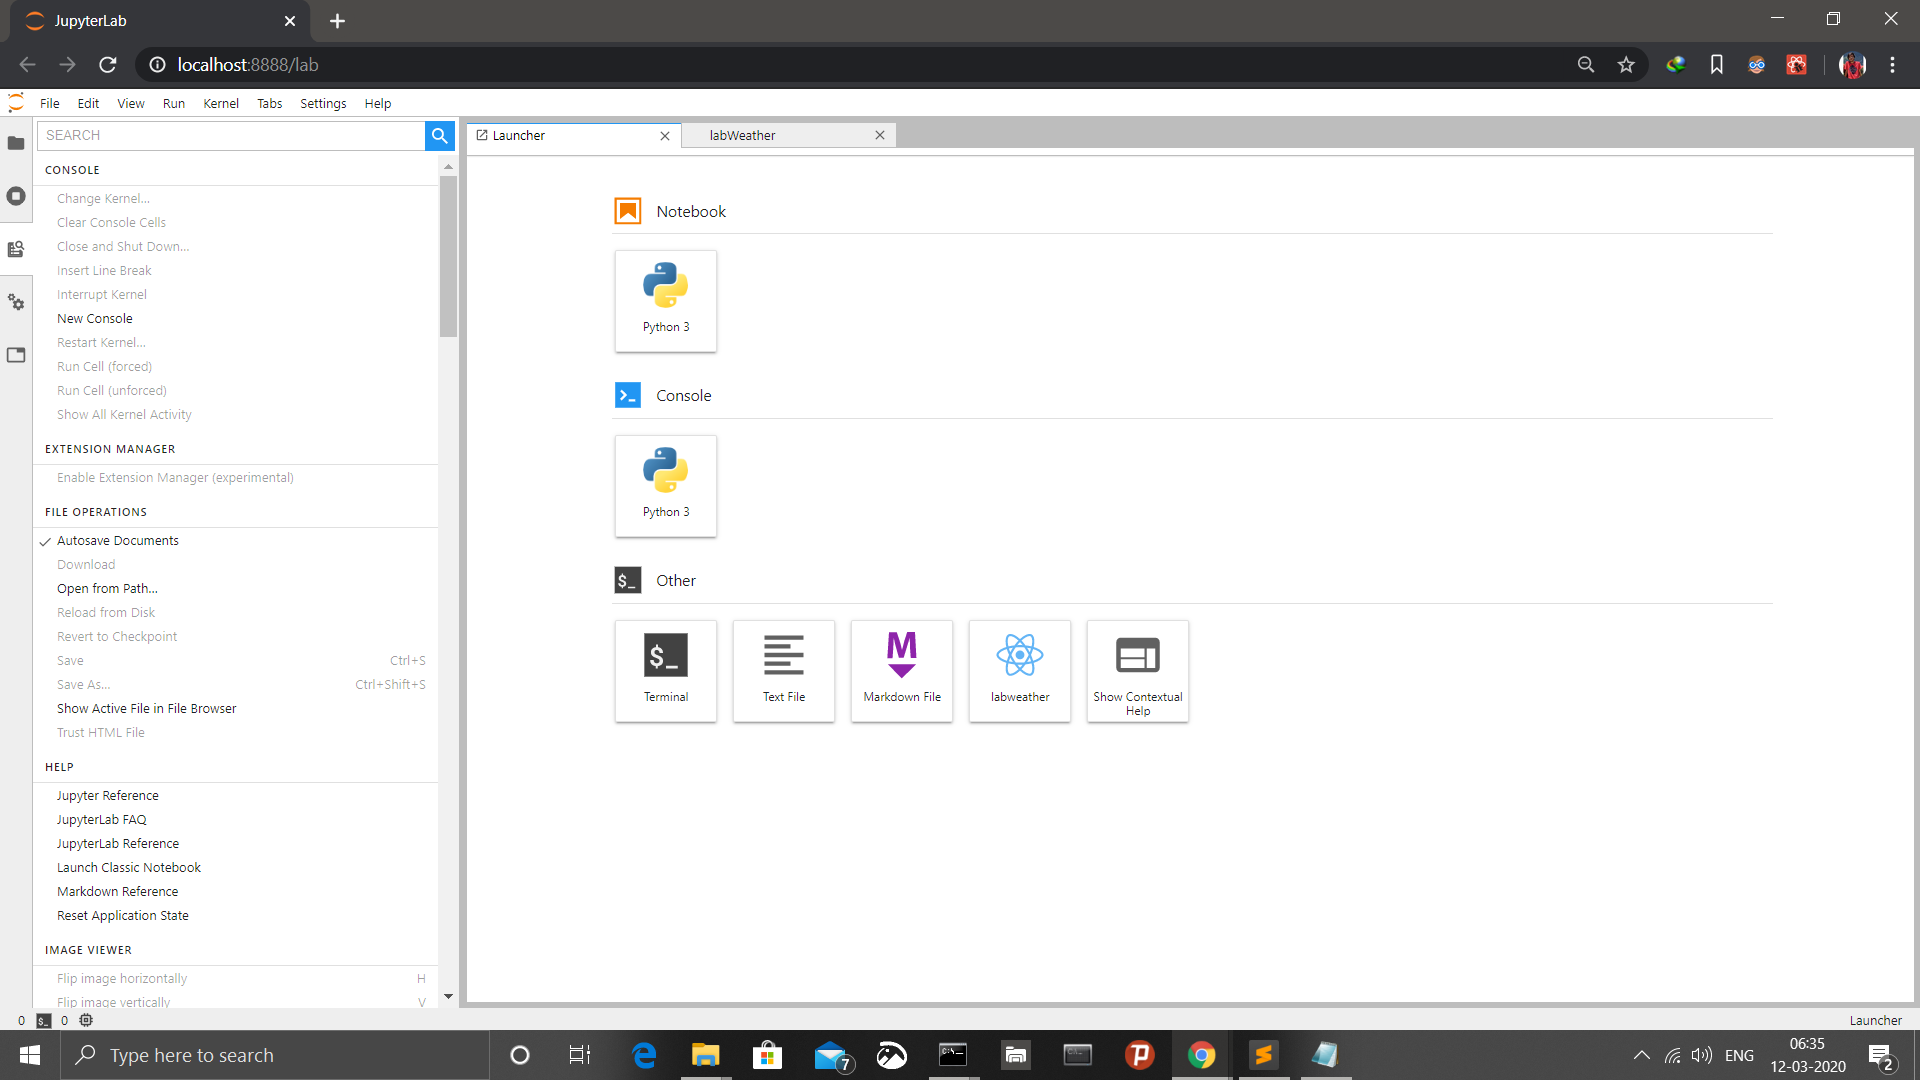 JupyterLab
localhost:8888/lab
File Edit View Run Kernel Tabs Settings Help
SEARCH
CONSOLE
Change Kernel...
Clear Console Cells
Close and Shut Down...
Insert Line Break
Interrupt Kernel
New Console
Restart Kernel...
Run Cell (forced)
Run Cell (unforced)
Show All Kernel Activity
EXTENSION MANAGER
Enable Extension Manager (experimental)
FILE OPERATIONS
Autosave Documents
Download
Open from Path...
Reload from Disk
Revert to Checkpoint
Save Ctrl+S
Save As... Ctrl+Shift+S
Show Active File in File Browser
Trust HTML File
HELP
Jupyter Reference
JupyterLab FAQ
JupyterLab Reference
Launch Classic Notebook
Markdown Reference
Reset Application State
IMAGE VIEWER
Flip image horizontally H
Flip image vertically V
Launcher
labWeather
Notebook
Python 3
Console
Python 3
$_ Other
$_
Terminal
Text File
M
Markdown File
labweather
Show Contextual
Help
0 $_ 0
Launcher
Type here to search
7
ENG
06:35
12-03-2020
2